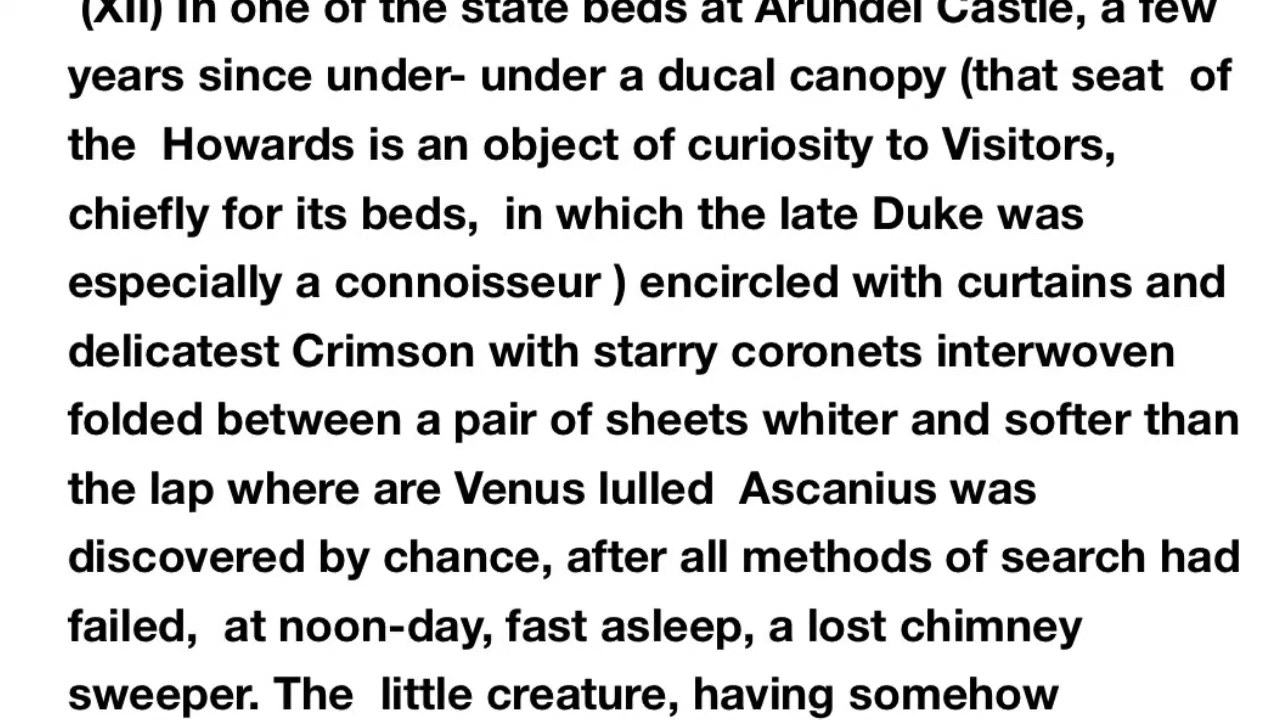 (XII) In one of the state beds at Arundel Castle, a few
years since under- under a ducal canopy (that seat  of
the  Howards is an object of curiosity to Visitors,
chiefly for its beds,  in which the late Duke was
especially a connoisseur ) encircled with curtains and
delicatest Crimson with starry coronets interwoven
folded between a pair of sheets whiter and softer than
the lap where are Venus lulled  Ascanius was
discovered by chance, after all methods of search had
failed,  at noon-day, fast asleep, a lost chimney
sweeper. The  little creature, having somehow